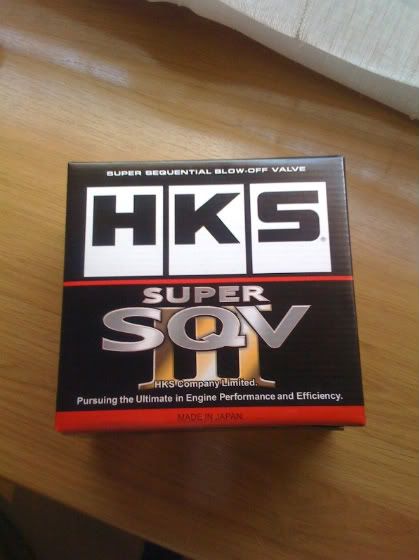 SUPER SEQUENTIAL BLOW-OFF VALVE
HKS®
SUPER
SQV
III
HKS Company Limited.
Pursuing the Ultimate in Engine Performance and Efficiency.
MADE IN JAPAN